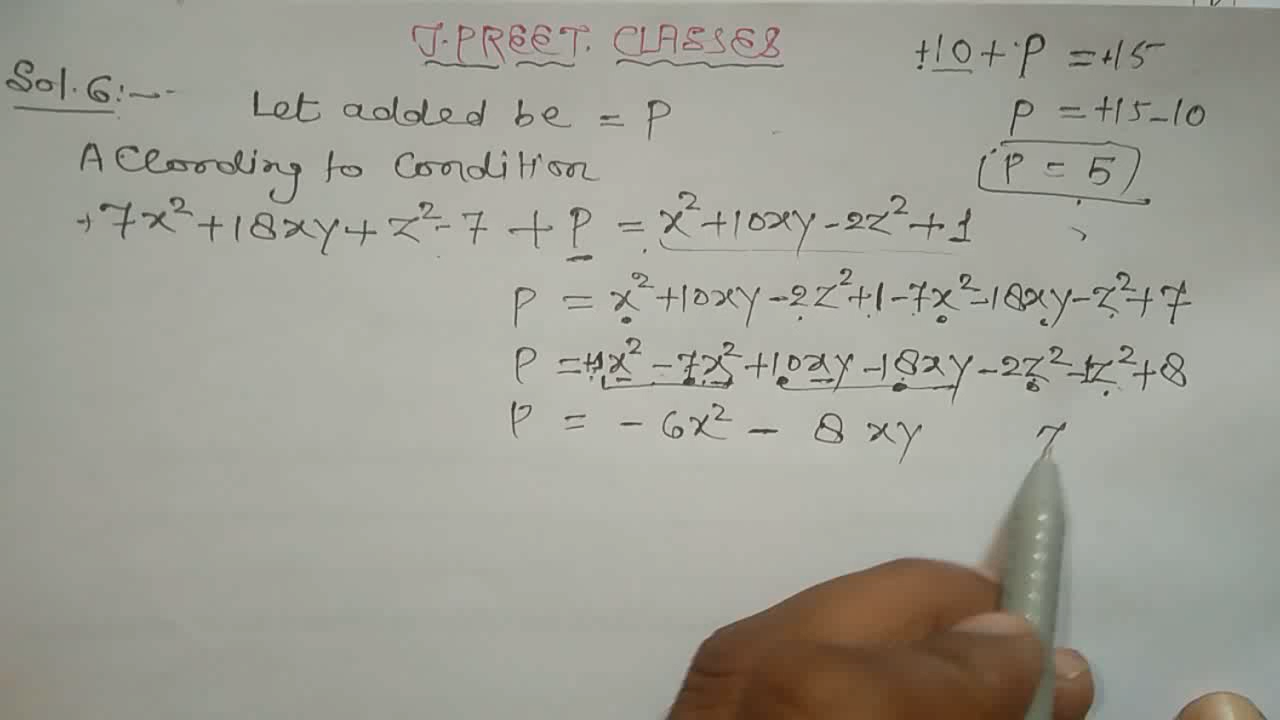 J.PREET. CLASSES
+10 + P = +15
P = +15-10
P = 5
Sol. 6:-
Let added be = P
According to condition
7x²+18xy+z²-7 + P = x²+10xy-2z²+1
P = x²+10xy-2z²+1-7x²-18xy-z²+7
P = +1x²-7x²+10xy-18xy-2z²-1z²+8
P = -6x²- 8xy